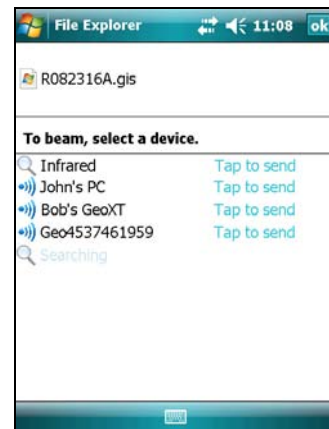 File Explorer 11:08 ok
R082316A.gis
To beam, select a device.
Infrared Tap to send
John's PC Tap to send
Bob's GeoXT Tap to send
Geo4537461959 Tap to send
Searching